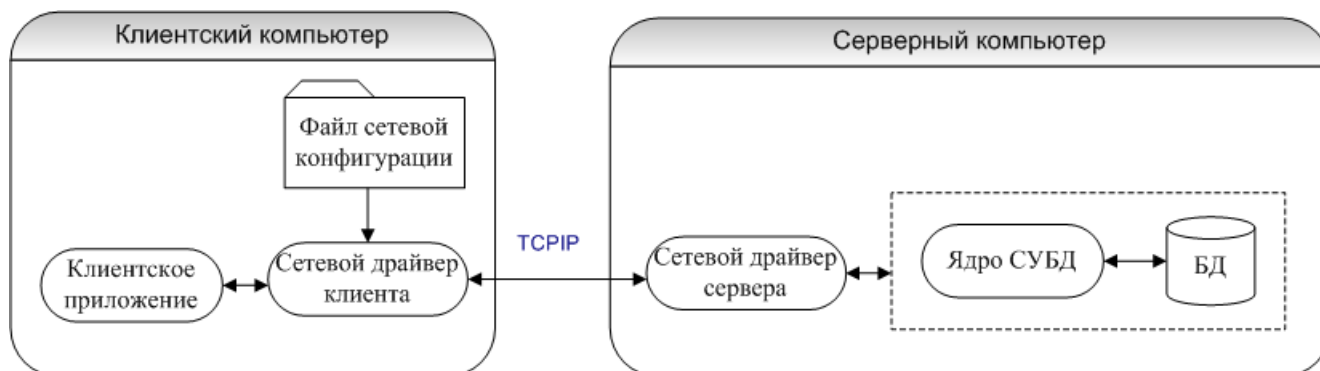 Клиентский компьютер
Серверный компьютер
Файл сетевой
конфигурации
TCPIP
Клиентское
приложение
Сетевой драйвер
клиента
Сетевой драйвер
сервера
Ядро СУБД
БД